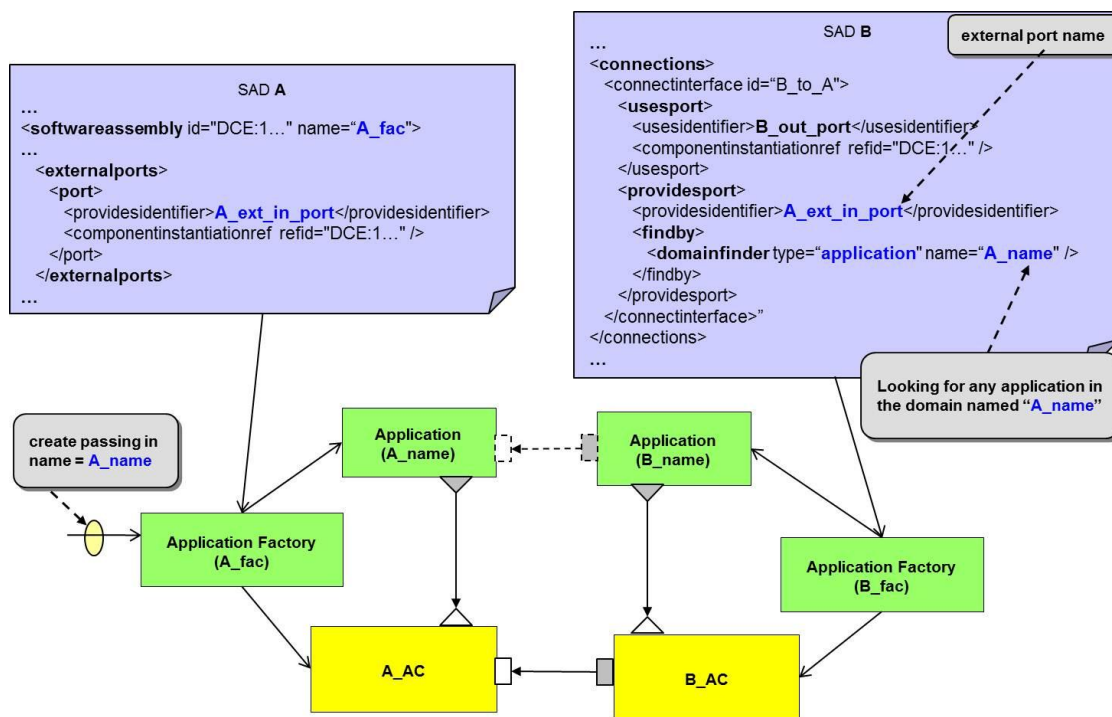 SAD A
...
<softwareassembly id="DCE:1…" name=“A_fac">
...
<externalports>
<port>
<providesidentifier>A_ext_in_port</providesidentifier>
<componentinstantiationref refid="DCE:1…" />
</port>
</externalports>
...
SAD B
...
<connections>
<connectinterface id=“B_to_A">
<usesport>
<usesidentifier>B_out_port</usesidentifier>
<componentinstantiationref refid="DCE:1…" />
</usesport>
<providesport>
<providesidentifier>A_ext_in_port</providesidentifier>
<findby>
<domainfinder type=“application" name=“A_name" />
</findby>
</providesport>
</connectinterface>”
</connections>
...
external port name
Looking for any application in
the domain named “A_name”
create passing in
name = A_name
Application
(A_name)
Application
(B_name)
Application Factory
(A_fac)
Application Factory
(B_fac)
A_AC
B_AC